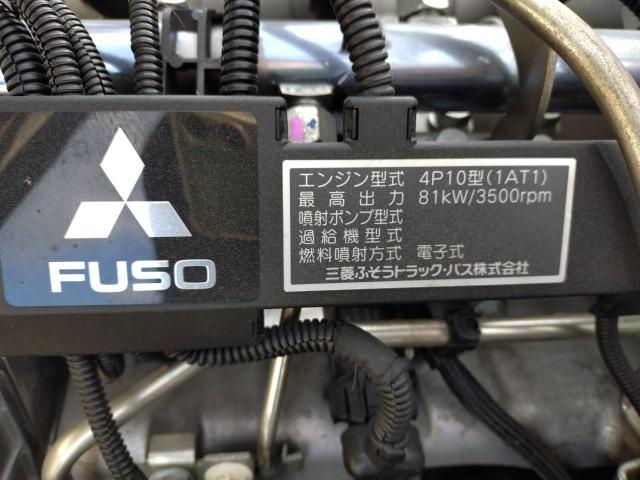 FUSO
エンジン型式 4P10型(1AT1)
最高出力 81kW/3500rpm
噴射ポンプ型式
過給機型式
燃料噴射方式 電子式
三菱ふそうトラック・バス株式会社